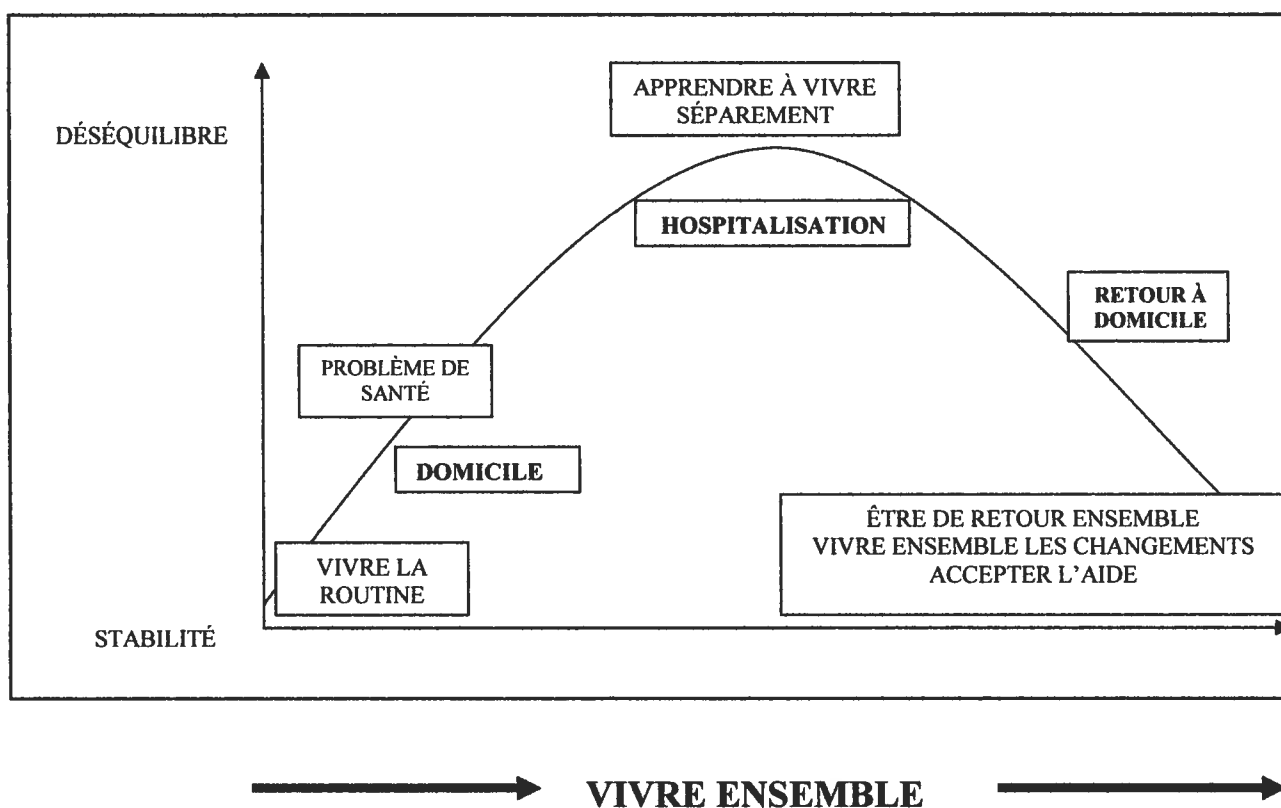 APPRENDRE À VIVRE
SÉPAREMENT
DÉSÉQUILIBRE
HOSPITALISATION
RETOUR À
DOMICILE
PROBLÈME DE
SANTÉ
DOMICILE
ÊTRE DE RETOUR ENSEMBLE
VIVRE ENSEMBLE LES CHANGEMENTS
ACCEPTER L'AIDE
VIVRE LA
ROUTINE
STABILITÉ
VIVRE ENSEMBLE